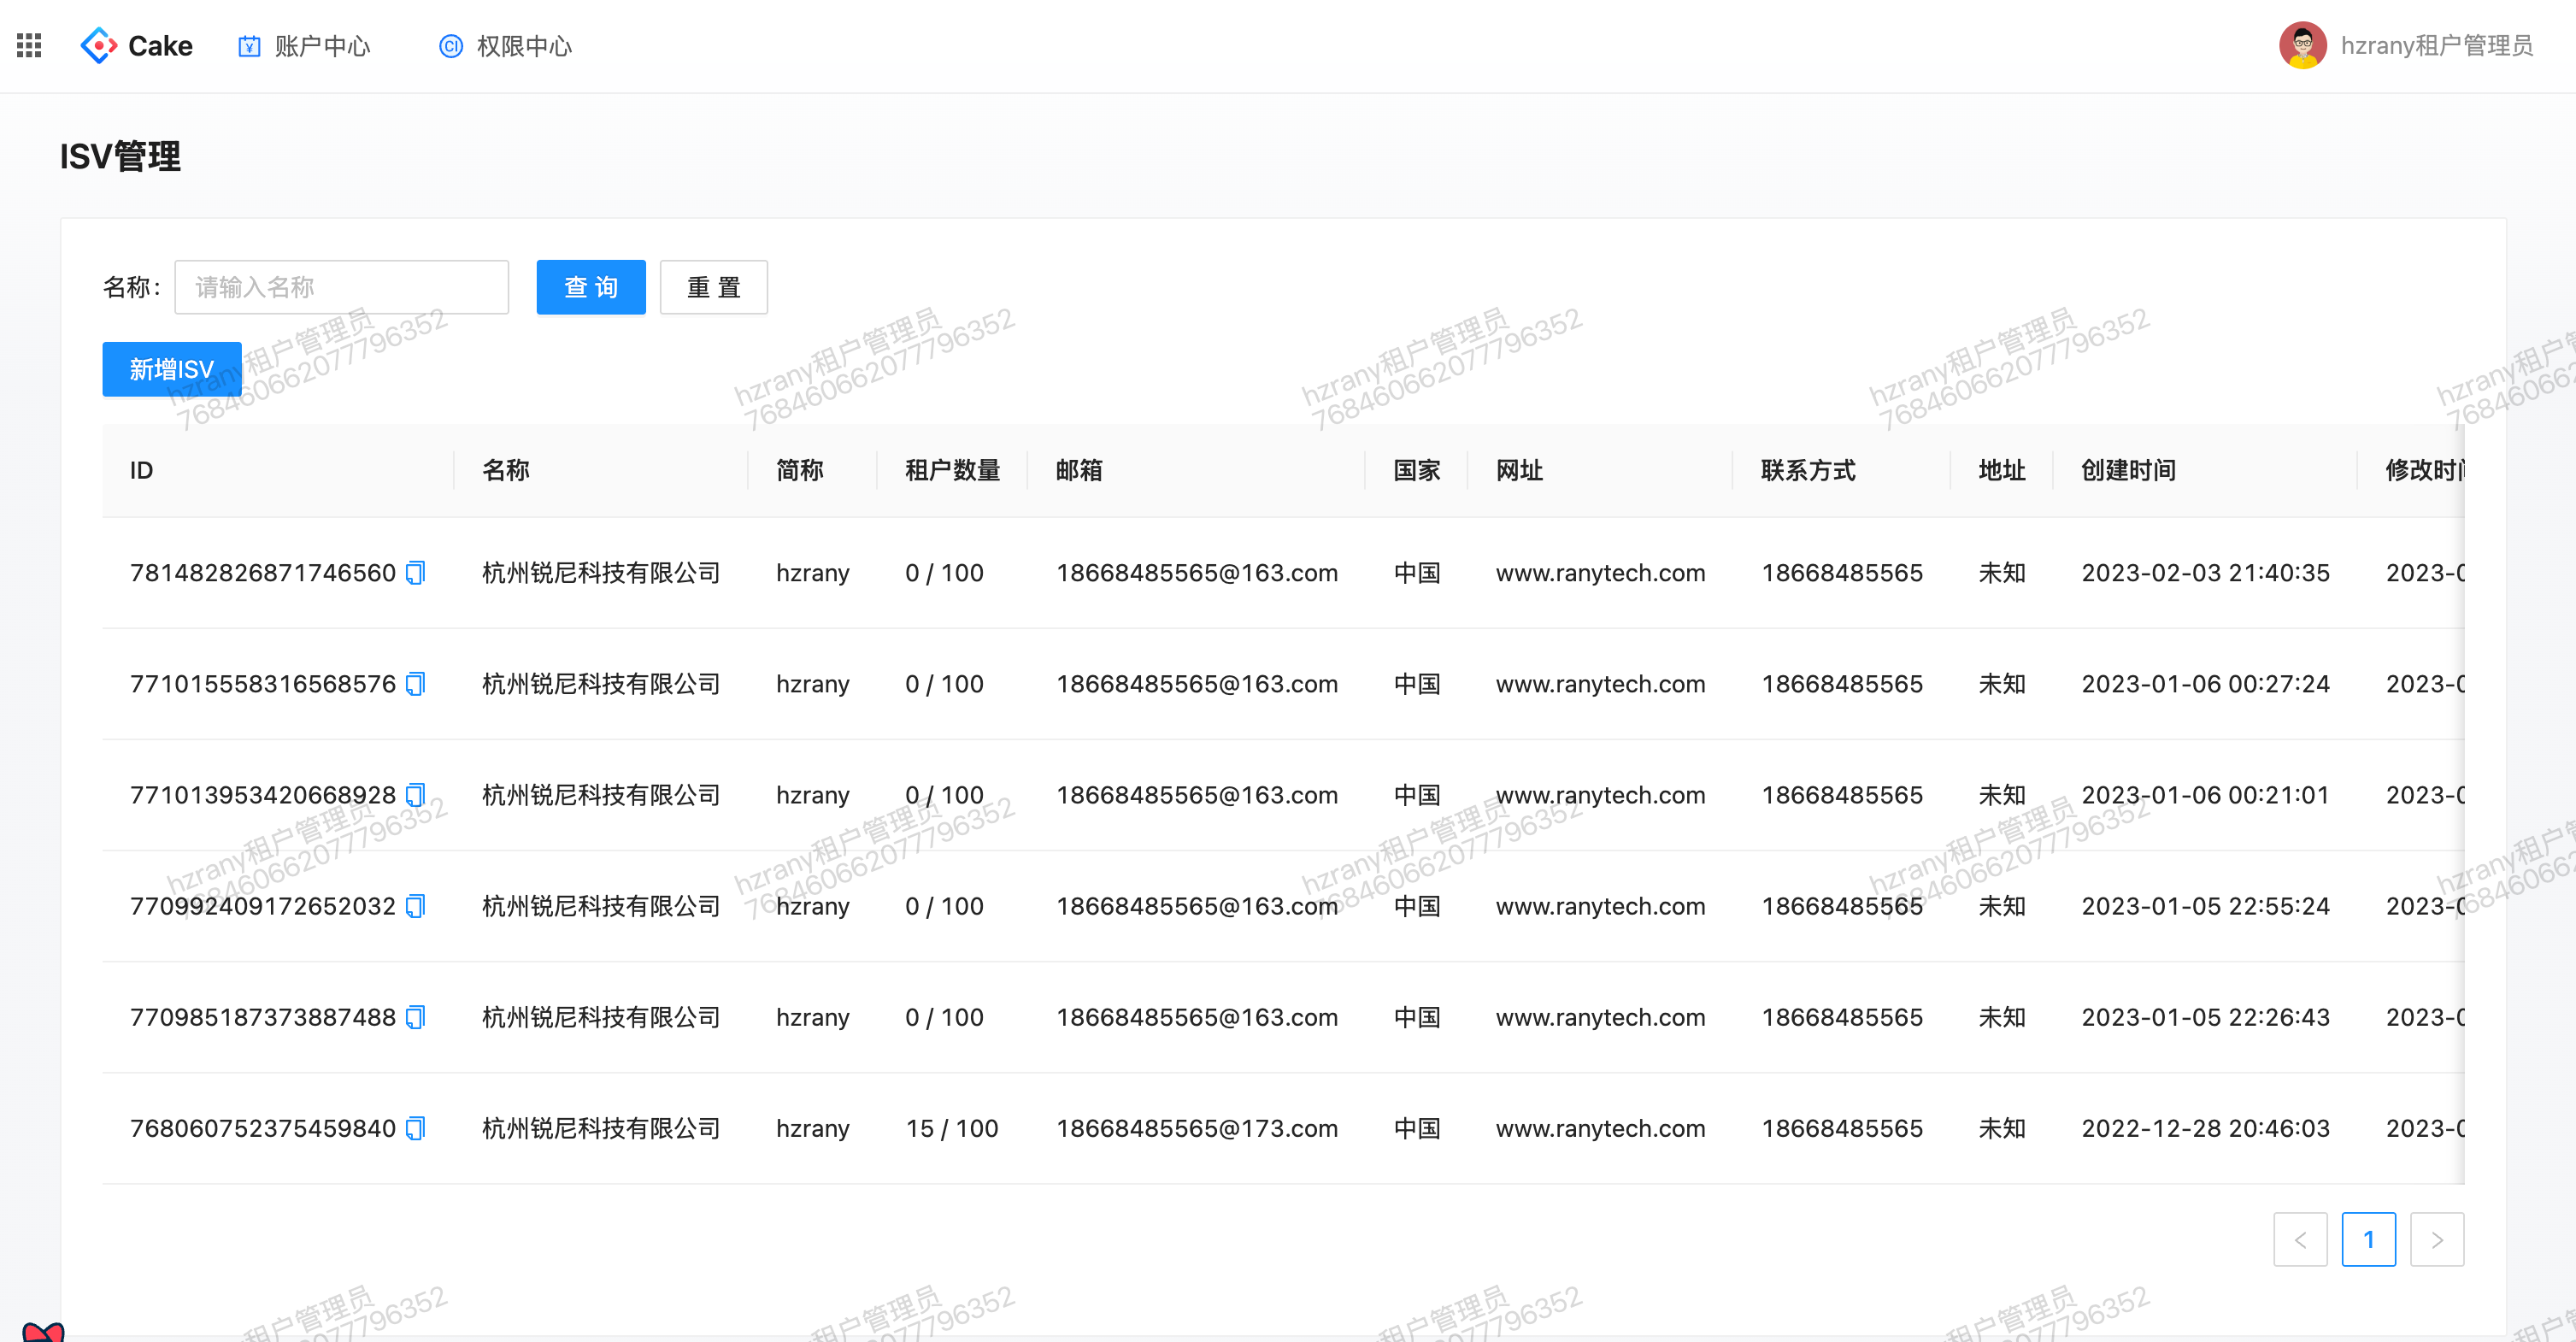 Cake 账户中心 权限中心 hzrany租户管理员
ISV管理
名称: 请输入名称 查 询 重 置
新增ISV
ID 名称 简称 租户数量 邮箱 国家 网址 联系方式 地址 创建时间 修改时间
781482826871746560 杭州锐尼科技有限公司 hzrany 0 / 100 18668485565@163.com 中国 www.ranytech.com 18668485565 未知 2023-02-03 21:40:35 2023-0
771015558316568576 杭州锐尼科技有限公司 hzrany 0 / 100 18668485565@163.com 中国 www.ranytech.com 18668485565 未知 2023-01-06 00:27:24 2023-0
771013953420668928 杭州锐尼科技有限公司 hzrany 0 / 100 18668485565@163.com 中国 www.ranytech.com 18668485565 未知 2023-01-06 00:21:01 2023-0
770992409172652032 杭州锐尼科技有限公司 hzrany 0 / 100 18668485565@163.com 中国 www.ranytech.com 18668485565 未知 2023-01-05 22:55:24 2023-0
770985187373887488 杭州锐尼科技有限公司 hzrany 0 / 100 18668485565@163.com 中国 www.ranytech.com 18668485565 未知 2023-01-05 22:26:43 2023-0
768060752375459840 杭州锐尼科技有限公司 hzrany 15 / 100 18668485565@173.com 中国 www.ranytech.com 18668485565 未知 2022-12-28 20:46:03 2023-0
< 1 >
hzrany租户管理员
768460662077796352